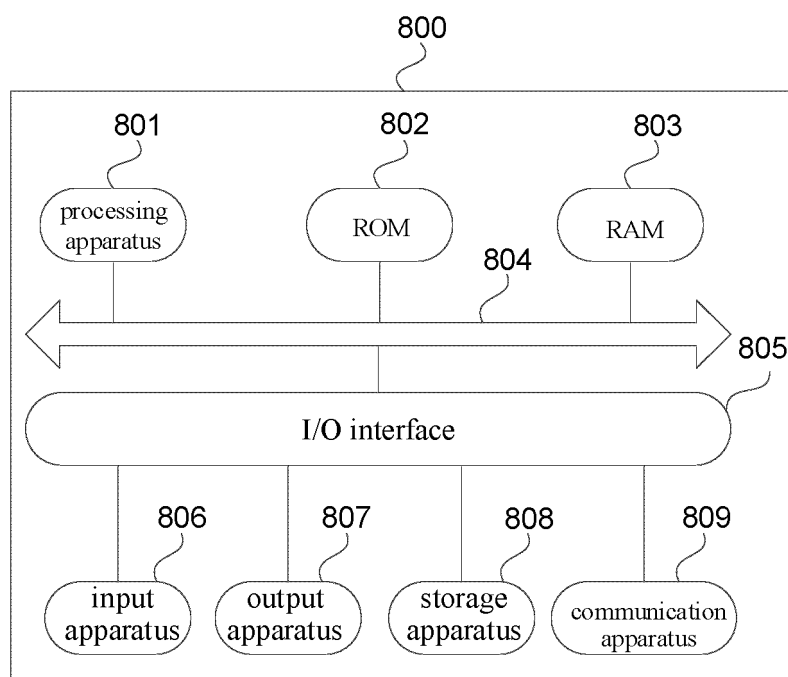 800
801
802
803
processing
apparatus
ROM
RAM
804
805
I/O interface
806
807
808
809
input
apparatus
output
apparatus
storage
apparatus
communication
apparatus